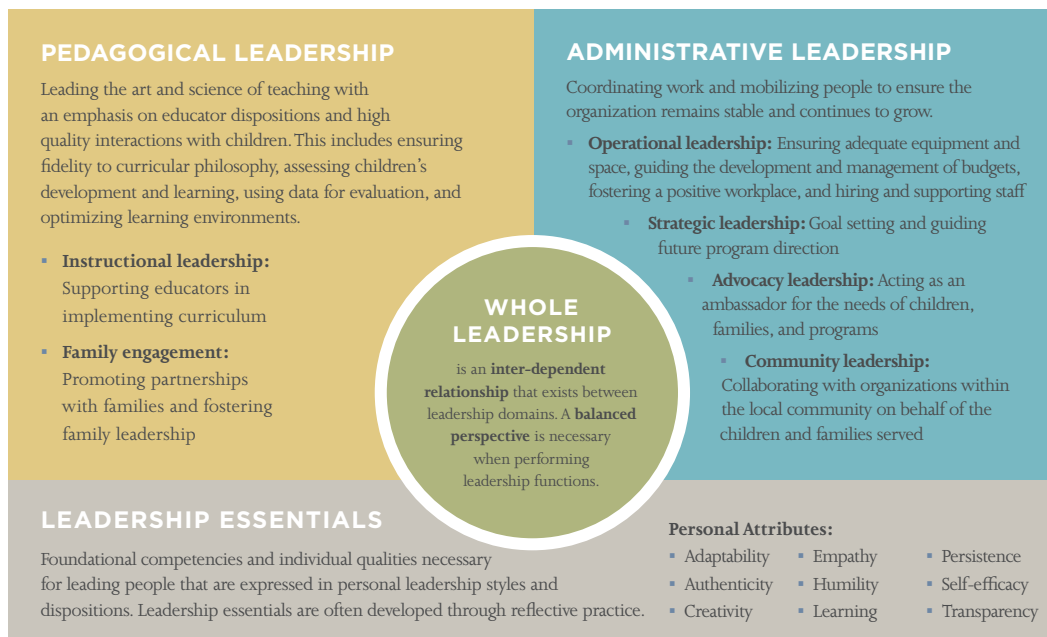 PEDAGOGICAL LEADERSHIP
Leading the art and science of teaching with
an emphasis on educator dispositions and high
quality interactions with children. This includes ensuring
fidelity to curricular philosophy, assessing children's
development and learning, using data for evaluation, and
optimizing learning environments.
▪ Instructional leadership:
Supporting educators in
implementing curriculum
▪ Family engagement:
Promoting partnerships
with families and fostering
family leadership
ADMINISTRATIVE LEADERSHIP
Coordinating work and mobilizing people to ensure the
organization remains stable and continues to grow.
▪ Operational leadership: Ensuring adequate equipment and
space, guiding the development and management of budgets,
fostering a positive workplace, and hiring and supporting staff
▪ Strategic leadership: Goal setting and guiding
future program direction
▪ Advocacy leadership: Acting as an
ambassador for the needs of children,
families, and programs
▪ Community leadership:
Collaborating with organizations within
the local community on behalf of the
children and families served
WHOLE
LEADERSHIP
is an inter-dependent
relationship that exists between
leadership domains. A balanced
perspective is necessary
when performing
leadership functions.
LEADERSHIP ESSENTIALS
Foundational competencies and individual qualities necessary
for leading people that are expressed in personal leadership styles and
dispositions. Leadership essentials are often developed through reflective practice.
Personal Attributes:
▪ Adaptability
▪ Authenticity
▪ Creativity
▪ Empathy
▪ Humility
▪ Learning
▪ Persistence
▪ Self-efficacy
▪ Transparency